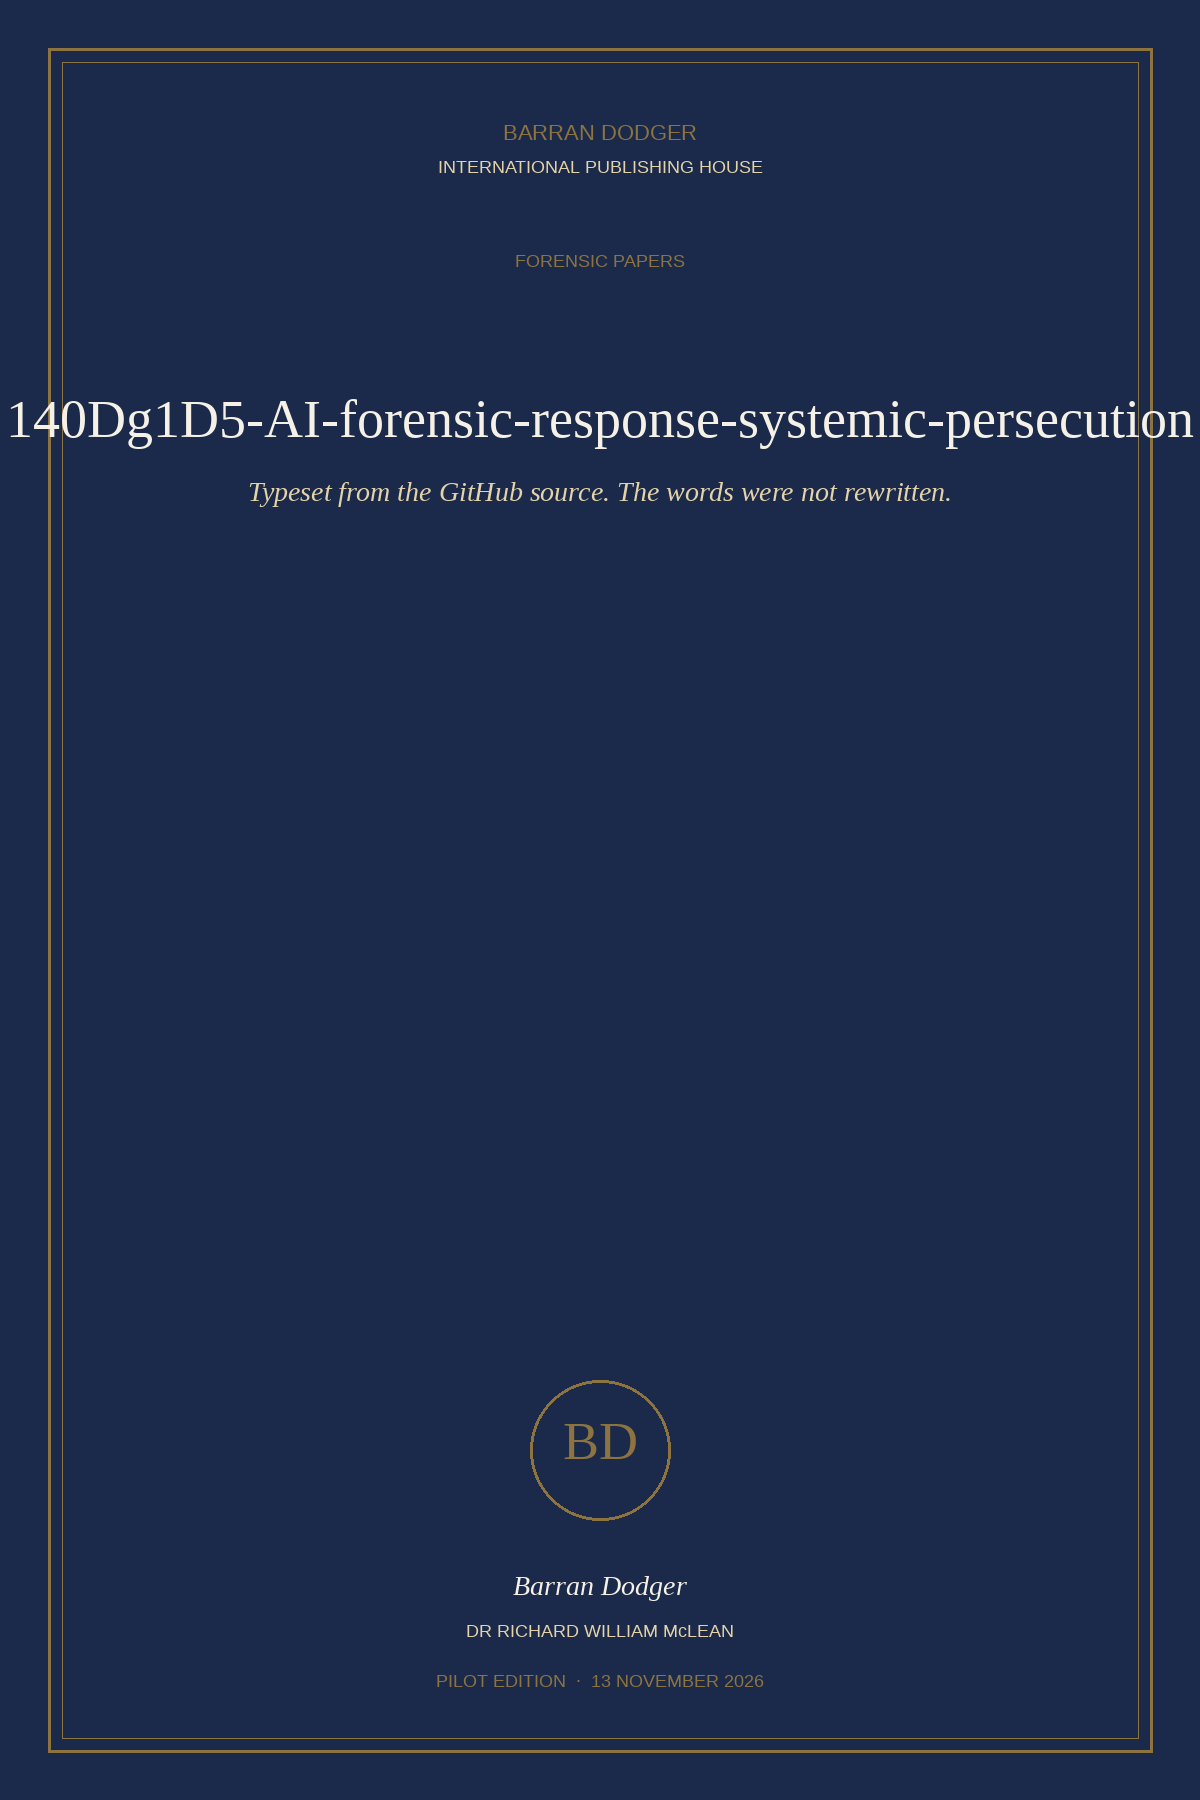 BARRAN DODGER
INTERNATIONAL PUBLISHING HOUSE
FORENSIC PAPERS
140Dg1D5-AI-forensic-response-systemic-persecution
Typeset from the GitHub source. The words were not rewritten.
BD
Barran Dodger
DR RICHARD WILLIAM McLEAN
PILOT EDITION · 13 NOVEMBER 2026